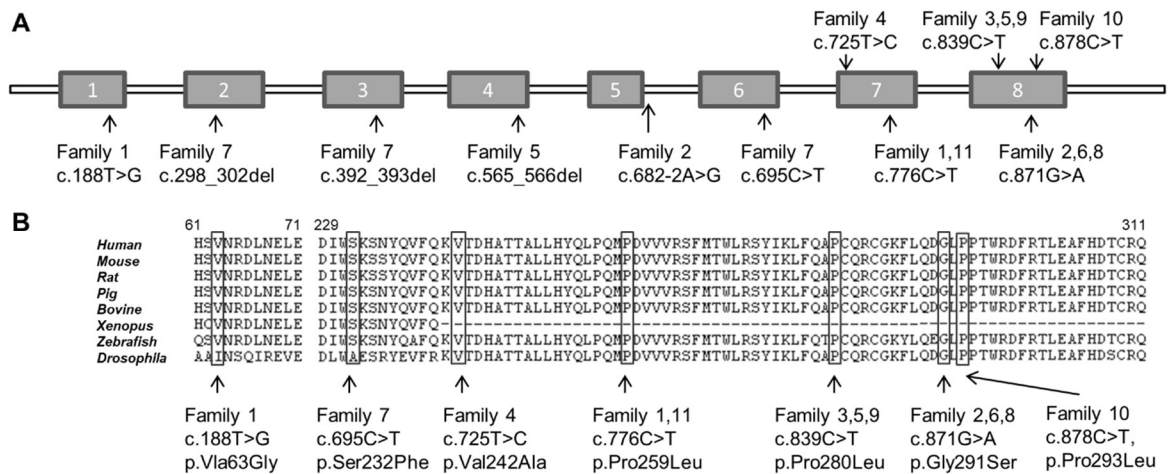 A
Family 4
c.725T>C
Family 3,5,9
c.839C>T
Family 10
c.878C>T
1 2 3 4 5 6 7 8
Family 1
c.188T>G
Family 7
c.298_302del
Family 7
c.392_393del
Family 5
c.565_566del
Family 2
c.682-2A>G
Family 7
c.695C>T
Family 1,11
c.776C>T
Family 2,6,8
c.871G>A
B
61 71 229 311
Human HSVNRDLNELE DIWSKSNYQVFQKVTDHATTALLHYQLPQMPDVVVRSFMTWLRSYIKLFQAPCQRCGKFLQDGLPPTWRDFRTLEAFHDTCRQ
Mouse HSVNRDLNELE DIWSKSSYQVFQKVTDHATTALLHYQLPQMPDVVVRSFMTWLRSYIKLFQAPCQRCGKFLQDGLPPTWRDFRTLEAFHDTCRQ
Rat HSVNRDLNELE DIWSKSSYQVFQKVTDHATTALLHYQLPQMPDVVVRSFMTWLRSYIKLFQAPCQRCGKFLQDGLPPTWRDFRTLEAFHDTCRQ
Pig HSVNRDLNELE DIWSKSNYQVFQKVTDHATTALLHYQLPQMPDVVVRSFMTWLRSYIKLFQAPCQRCGKFLQDGLPPTWRDFRTLEAFHDTCRQ
Bovine HSVNRDLNELE DIWSKSNYQVFQKVTDHATTALLHYQLPQMPDVVVRSFMTWLRSYIKLFQAPCQRCGKFLQDGLPPTWRDFRTLEAFHDTCRQ
Xenopus HCVNRDLNELE DIWSKSNYQVFQ
Zebrafish QSVNRDLNELE DIWSKSNYQAFQKVTDHATTALLHYQLPQMPDVVVRSFMTWLRSYIKLFQTPCQRCGKYLQEGLPPTWRDFRTLEAFHDTCRQ
Drosophila AAINSQIREVE DLWAESRYEVFRKVTDHATTALLHYQLPQMPDVVVRSFMTWLRSYIKLFQAPCQRCGKFLQDGLPPTWRDFRTLEAFHDSCRQ
Family 1
c.188T>G
p.Vla63Gly
Family 7
c.695C>T
p.Ser232Phe
Family 4
c.725T>C
p.Val242Ala
Family 1,11
c.776C>T
p.Pro259Leu
Family 3,5,9
c.839C>T
p.Pro280Leu
Family 2,6,8
c.871G>A
p.Gly291Ser
Family 10
c.878C>T,
p.Pro293Leu